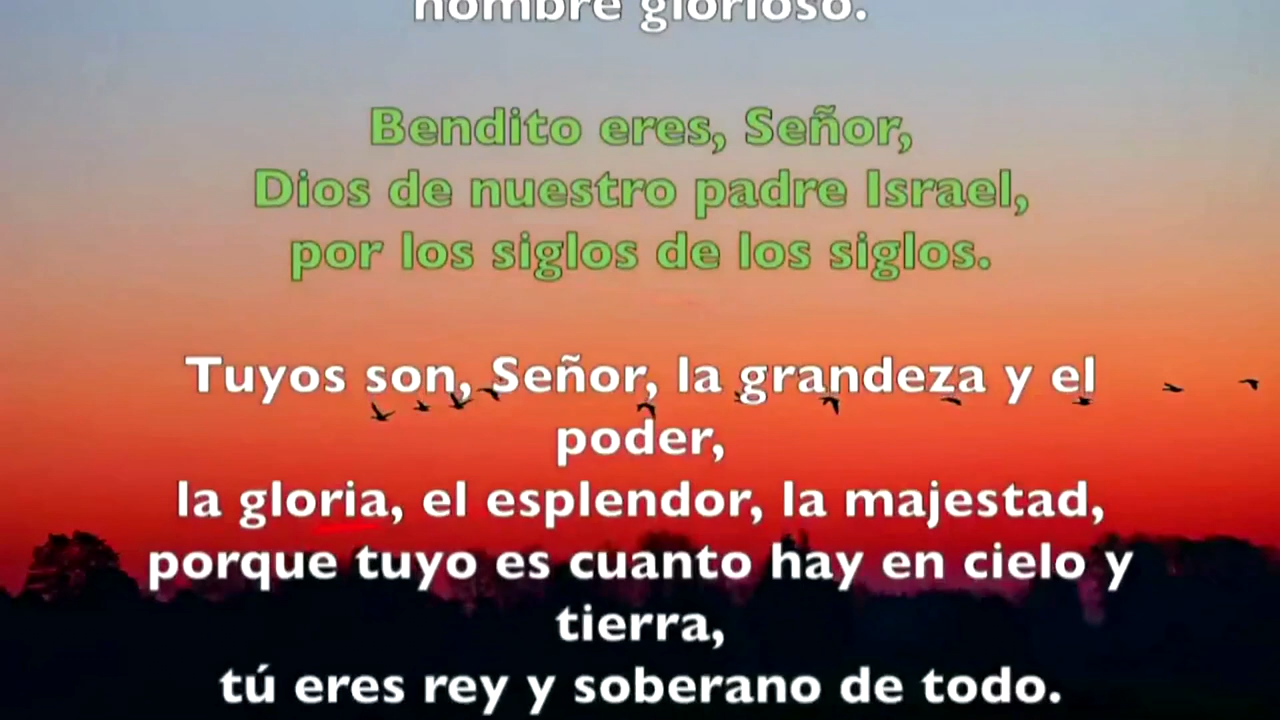 nombre glorioso.
Bendito eres, Señor,
Dios de nuestro padre Israel,
por los siglos de los siglos.
Tuyos son, Señor, la grandeza y el
poder,
la gloria, el esplendor, la majestad,
porque tuyo es cuanto hay en cielo y
tierra,
tú eres rey y soberano de todo.